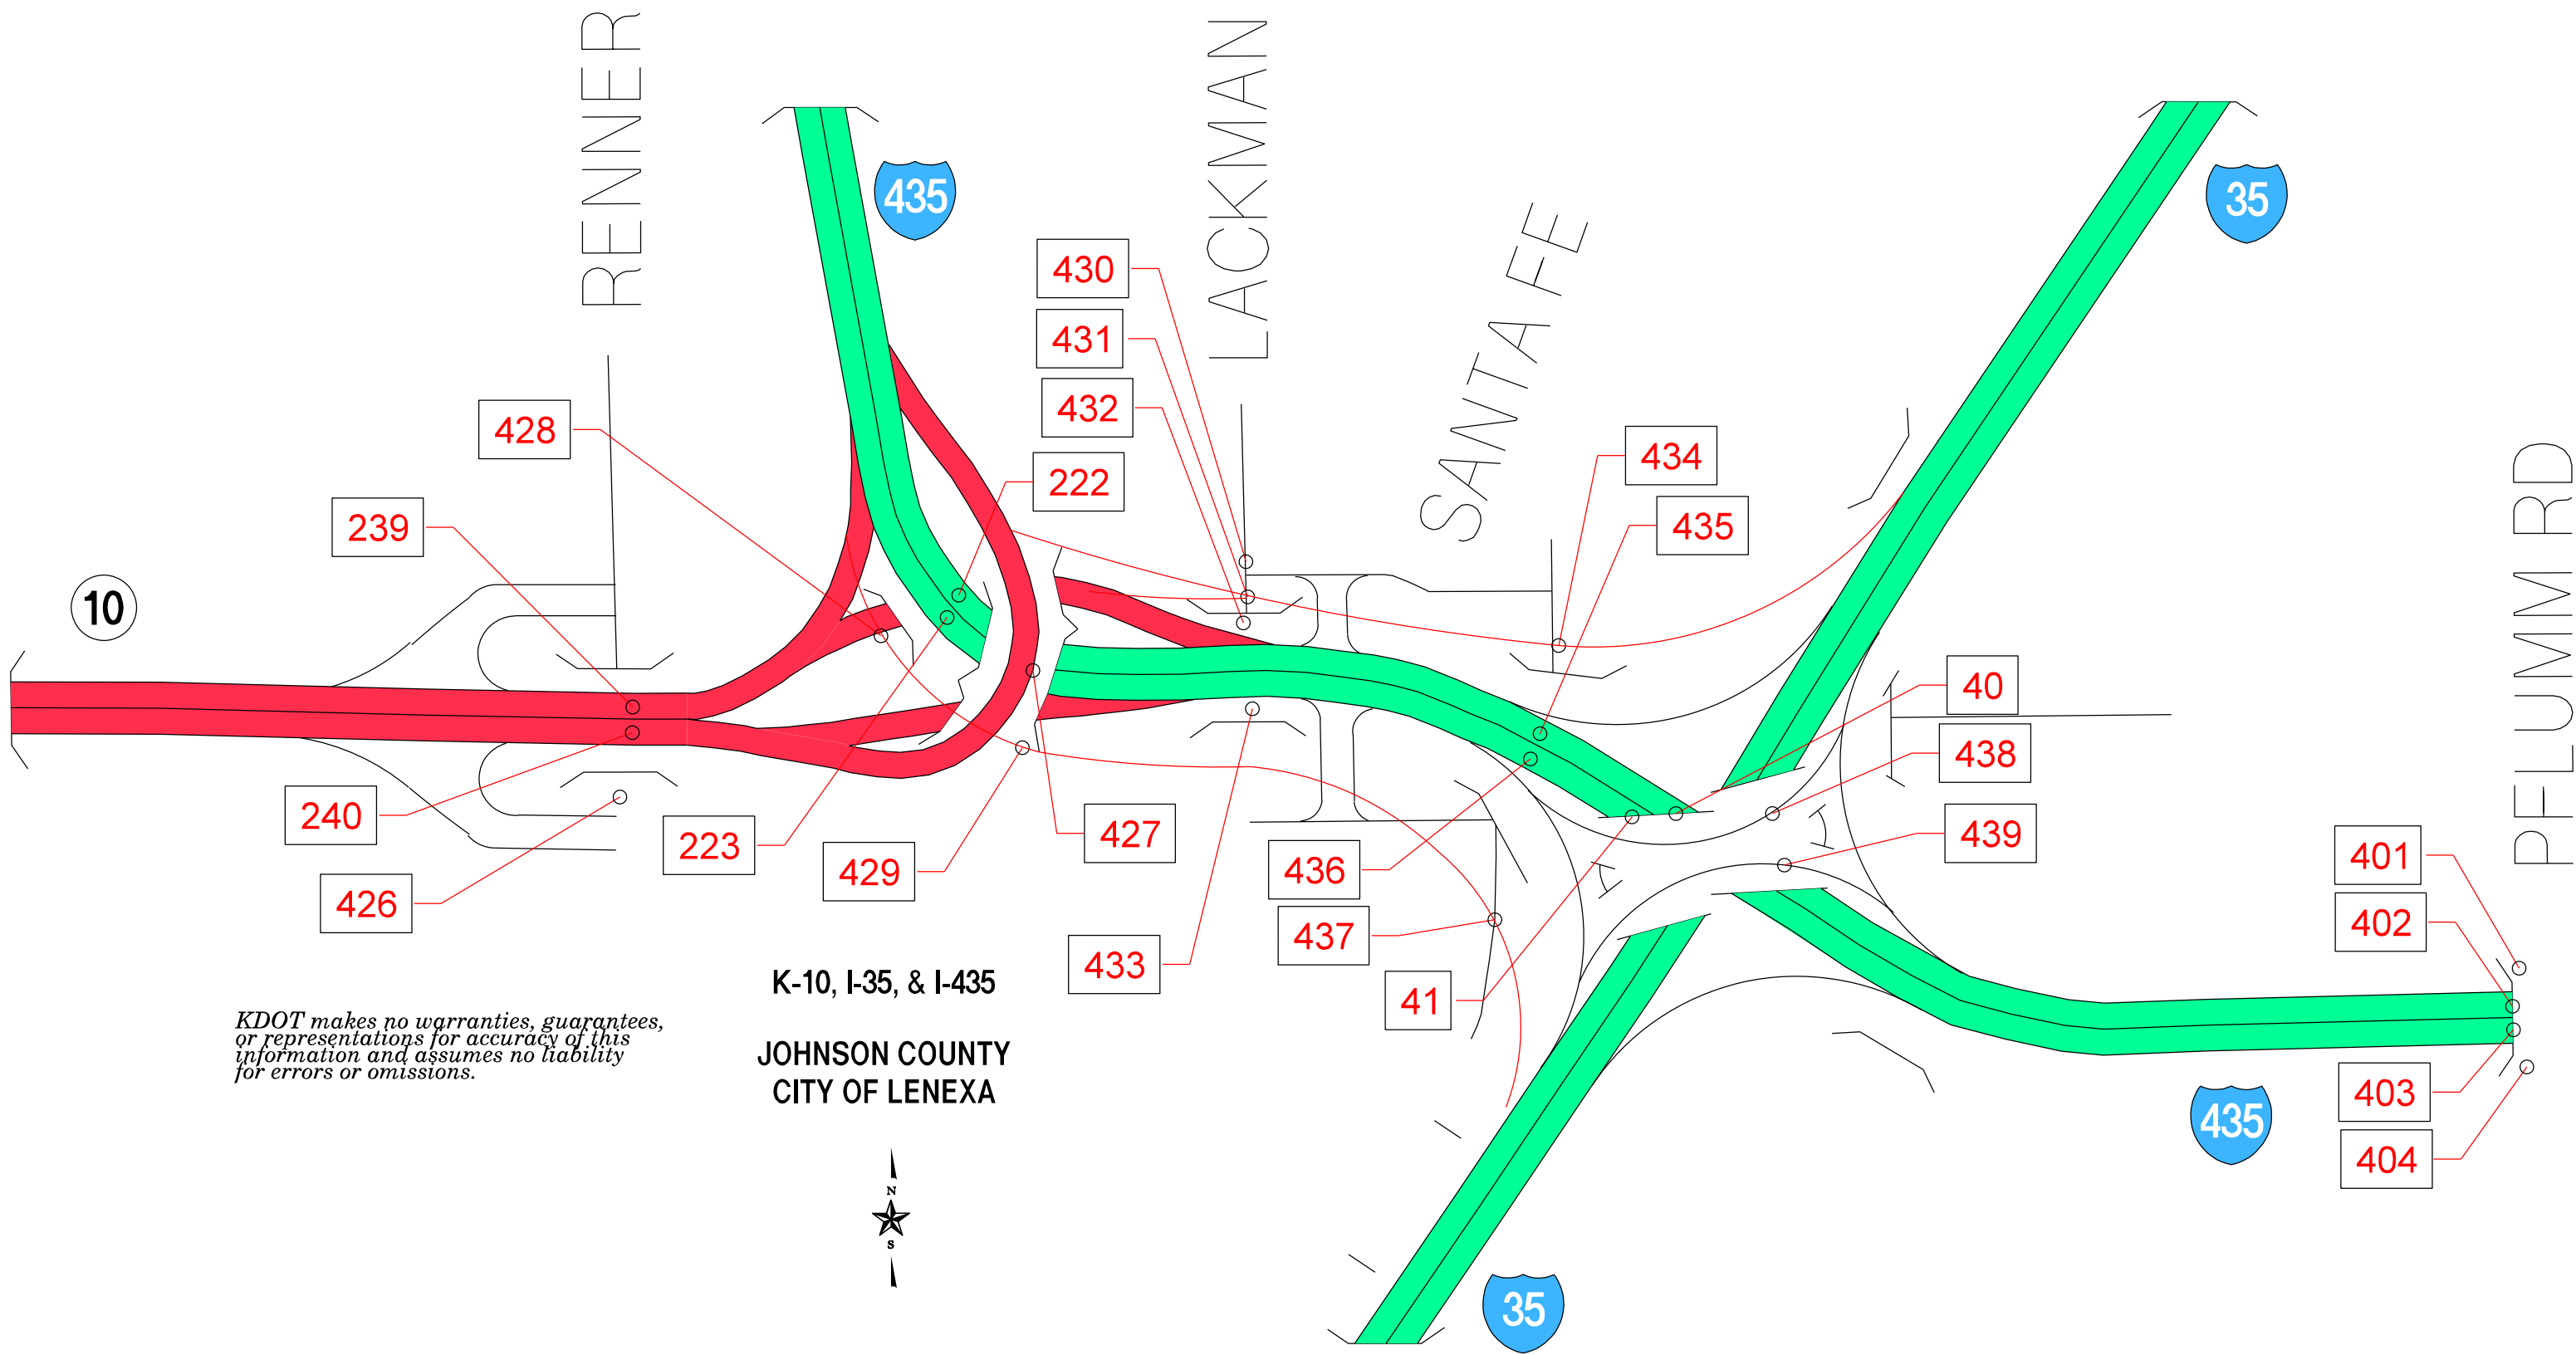 RENNER
LACKMAN
SANTA FE
PFLUMM RD
435
35
430
431
432
222
428
239
10
434
435
40
438
439
240
426
223
429
427
433
436
437
41
401
402
403
404
435
35
K-10, I-35, & I-435
JOHNSON COUNTY
CITY OF LENEXA
KDOT makes no warranties, guarantees,
or representations for accuracy of this
information and assumes no liability
for errors or omissions.
N
S